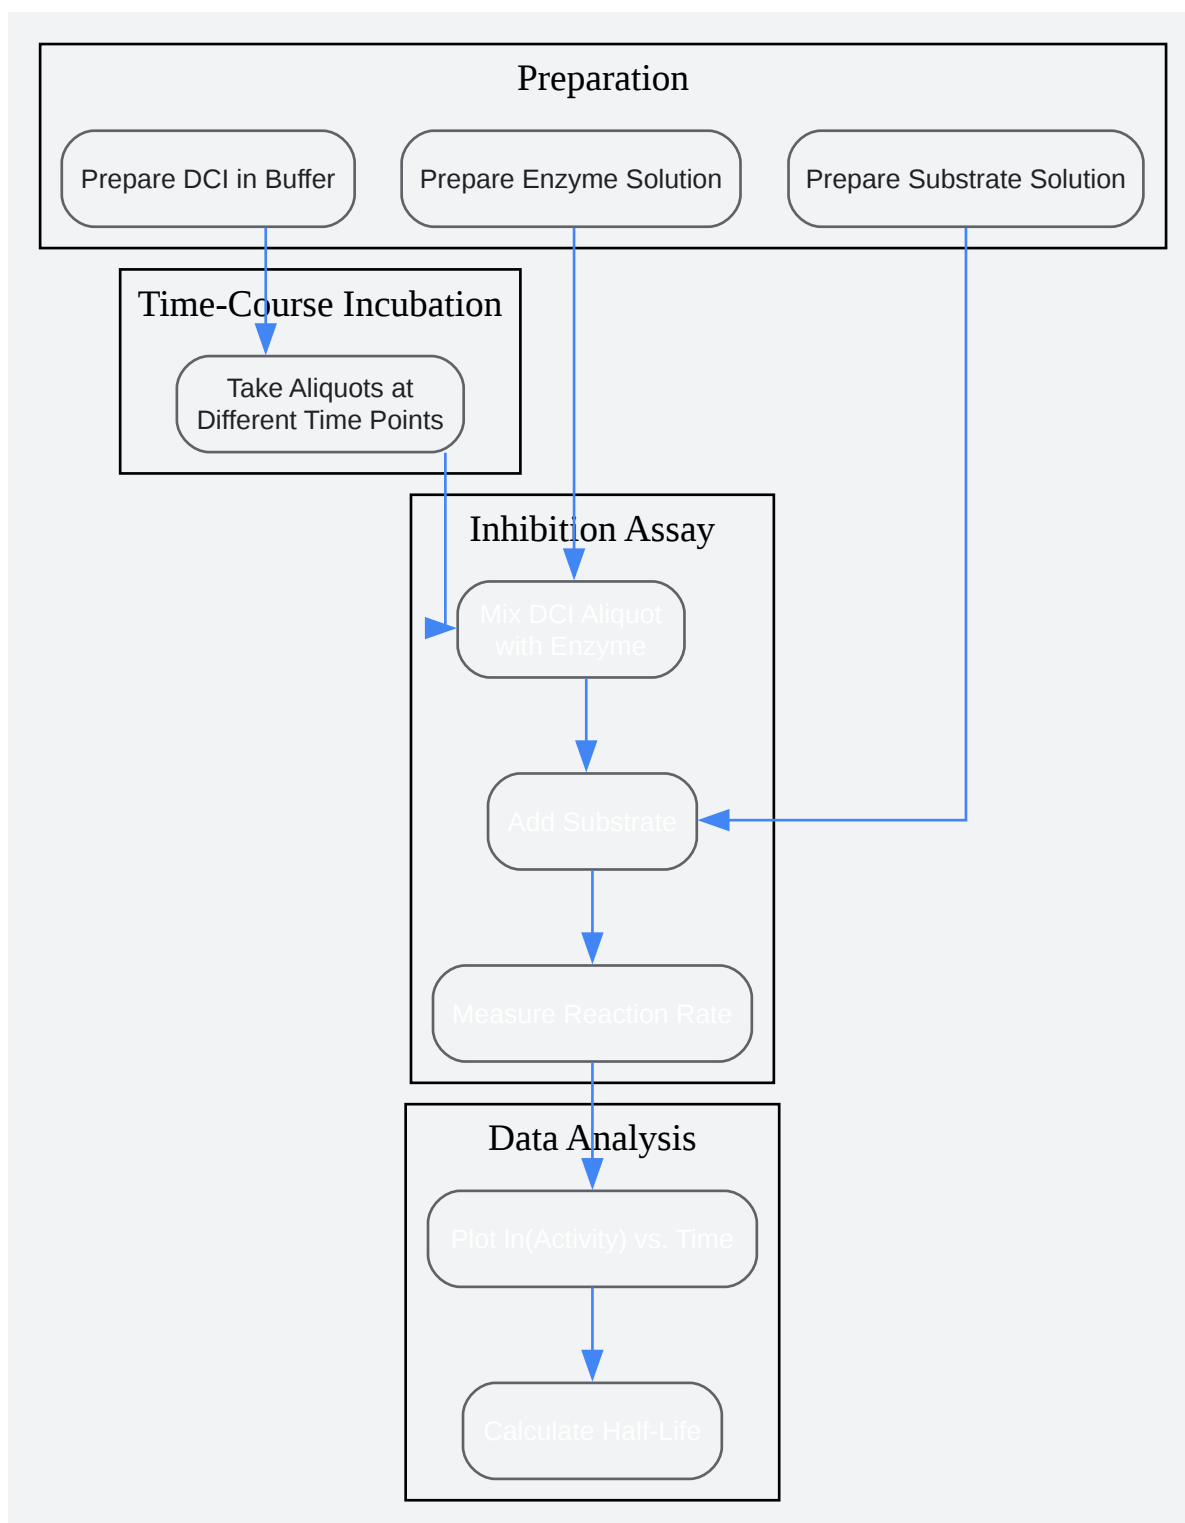 Preparation
Prepare DCI in Buffer
Prepare Enzyme Solution
Prepare Substrate Solution
Time-Course Incubation
Take Aliquots at
Different Time Points
Inhibition Assay
Mix DCI Aliquot
with Enzyme
Add Substrate
Measure Reaction Rate
Data Analysis
Plot ln(Activity) vs. Time
Calculate Half-Life